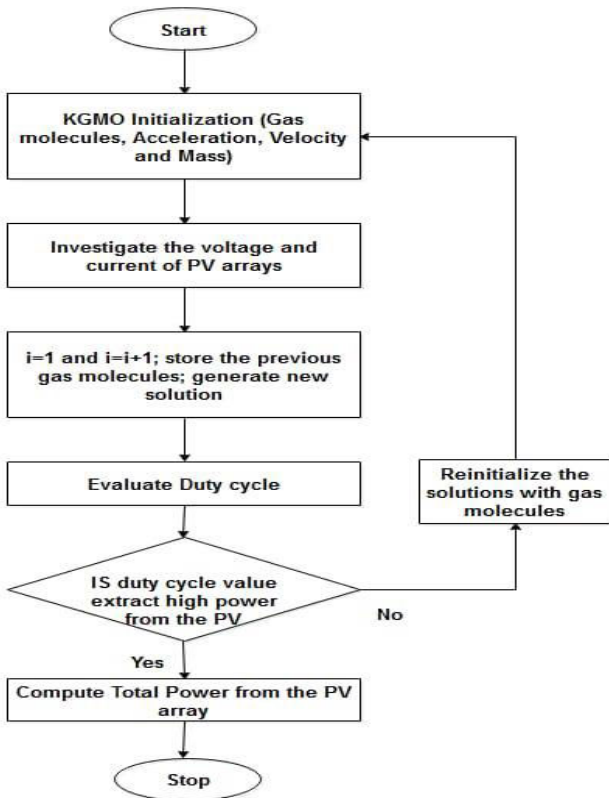 Start
KGMO Initialization (Gas
molecules, Acceleration, Velocity
and Mass)
Investigate the voltage and
current of PV arrays
i=1 and i=i+1; store the previous
gas molecules; generate new
solution
Evaluate Duty cycle
Reinitialize the
solutions with gas
molecules
IS duty cycle value
extract high power
from the PV
No
Yes
Compute Total Power from the PV
array
Stop